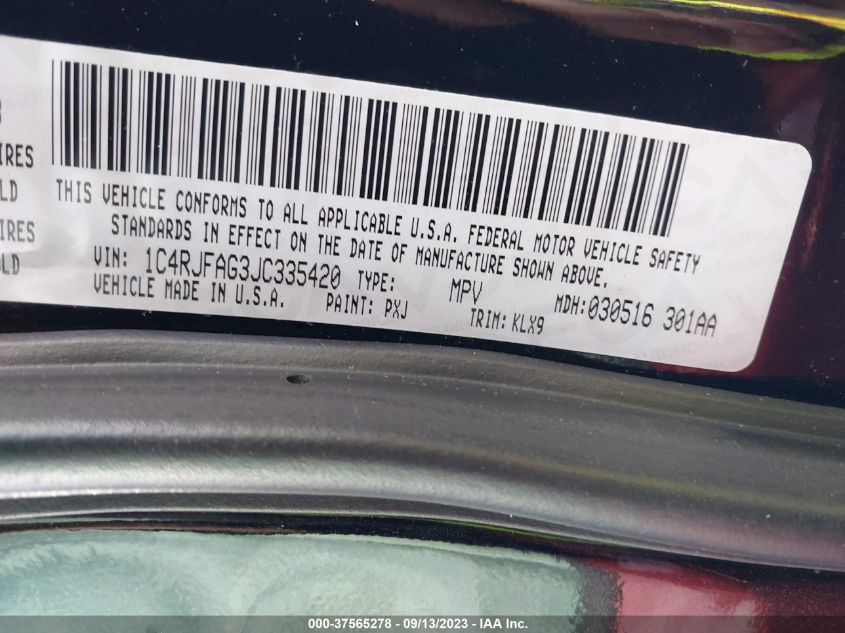 IRES
LD
IRES
OLD
THIS VEHICLE CONFORMS TO ALL APPLICABLE U.S.A. FEDERAL MOTOR VEHICLE SAFETY
STANDARDS IN EFFECT ON THE DATE OF MANUFACTURE SHOWN ABOVE.
VIN: 1C4RJFAG3JC335420 TYPE: MPV MDH:030516 301AA
VEHICLE MADE IN U.S.A. PAINT: PXJ TRIM:KLX9
000-37565278 - 09/13/2023 - IAA Inc.